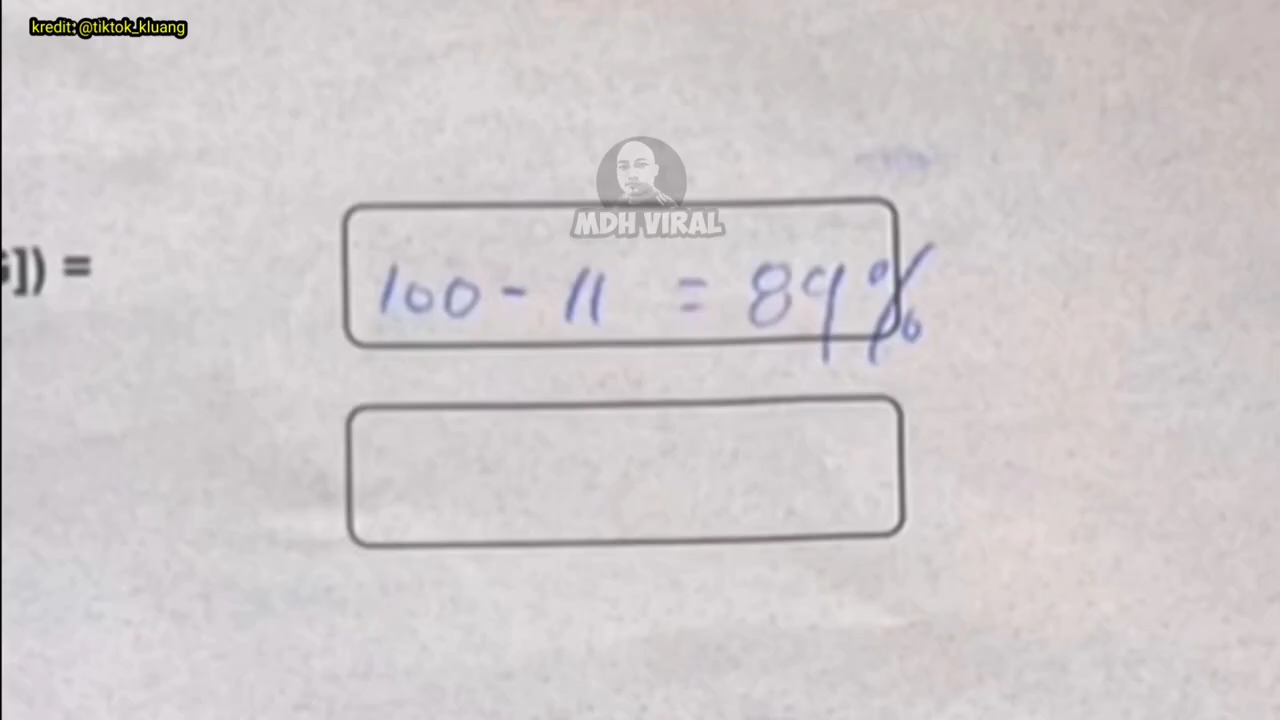 kredit: @tiktok_kluang
MDH VIRAL
]) =
100 - 11 = 89%